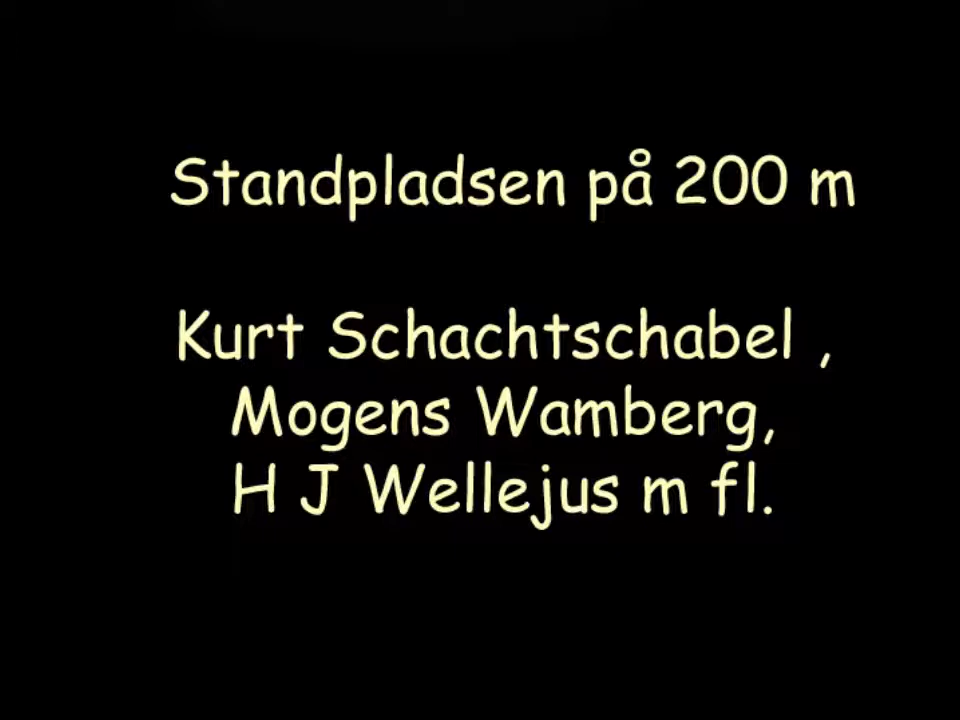 Standpladsen på 200 m
Kurt Schachtschabel ,
Mogens Wamberg,
H J Wellejus m fl.